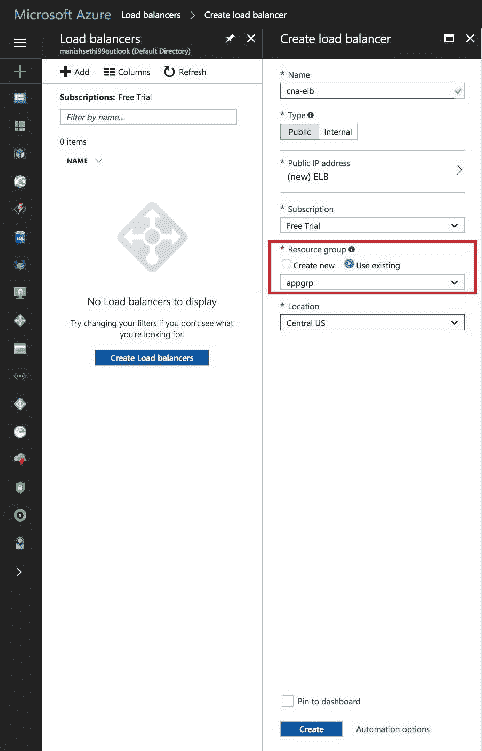 Microsoft Azure Load balancers > Create load balancer
Load balancers
manishsethi99outlook (Default Directory)
Add Columns Refresh
Subscriptions: Free Trial
Filter by name...
0 items
NAME
No Load balancers to display
Try changing your filters if you don't see what
you're looking for.
Create Load balancers
Create load balancer
* Name
cna-elb
* Type
Public Internal
* Public IP address
(new) ELB
* Subscription
Free Trial
* Resource group
Create new Use existing
appgrp
* Location
Central US
Pin to dashboard
Create Automation options